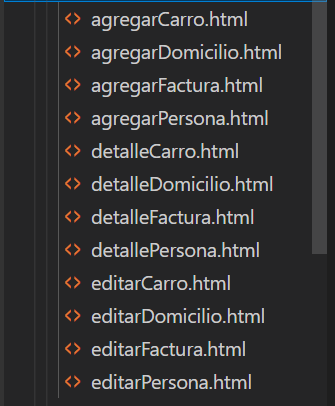 agregarCarro.html
agregarDomicilio.html
agregarFactura.html
agregarPersona.html
detalleCarro.html
detalleDomicilio.html
detalleFactura.html
detallePersona.html
editarCarro.html
editarDomicilio.html
editarFactura.html
editarPersona.html